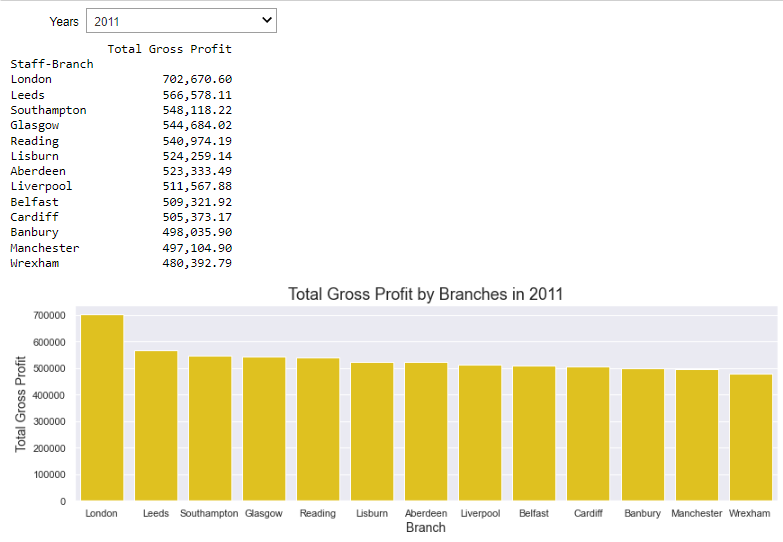 Years 2011
Total Gross Profit
Staff-Branch
London 702,670.60
Leeds 566,578.11
Southampton 548,118.22
Glasgow 544,684.02
Reading 540,974.19
Lisburn 524,259.14
Aberdeen 523,333.49
Liverpool 511,567.88
Belfast 509,321.92
Cardiff 505,373.17
Banbury 498,035.90
Manchester 497,104.90
Wrexham 480,392.79
Total Gross Profit by Branches in 2011
Total Gross Profit
700000
600000
500000
400000
300000
200000
100000
0
London Leeds Southampton Glasgow Reading Lisburn Aberdeen Liverpool Belfast Cardiff Banbury Manchester Wrexham
Branch